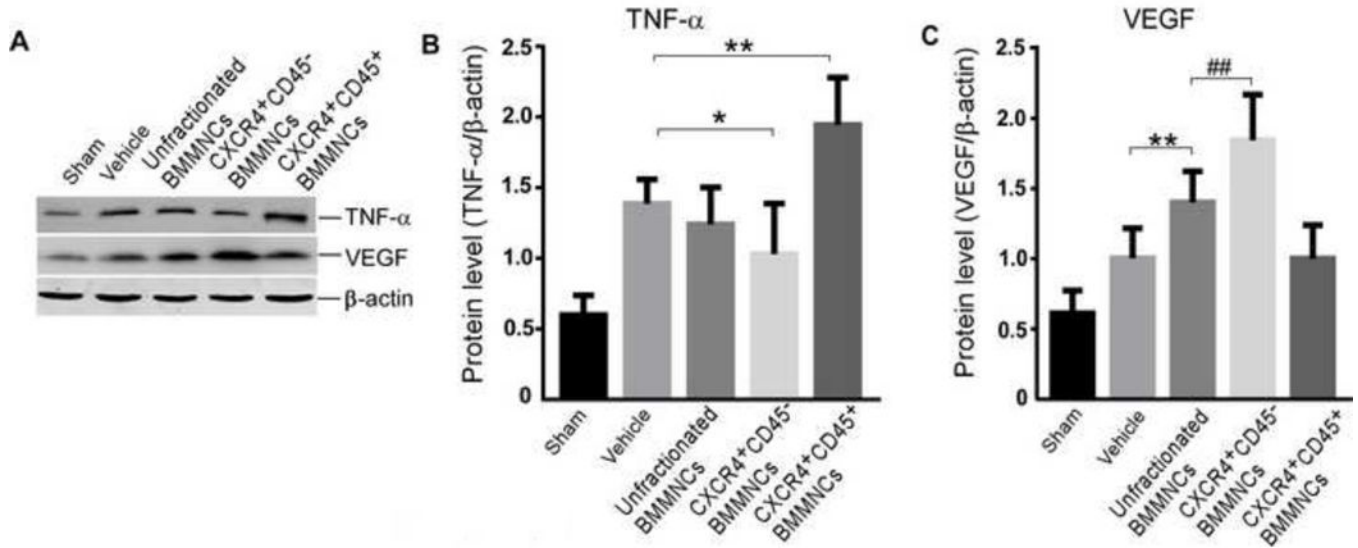 A
Sham
Vehicle
Unfractionated
BMMNCs
CXCR4⁺CD45⁻
BMMNCs
CXCR4⁺CD45⁺
BMMNCs
TNF-α
VEGF
β-actin
B
TNF-α
Protein level (TNF-α/β-actin)
2.5
2.0
1.5
1.0
0.5
0
**
*
Sham
Vehicle
Unfractionated
BMMNCs
CXCR4⁺CD45⁻
BMMNCs
CXCR4⁺CD45⁺
BMMNCs
C
VEGF
Protein level (VEGF/β-actin)
2.5
2.0
1.5
1.0
0.5
0
##
**
Sham
Vehicle
Unfractionated
BMMNCs
CXCR4⁺CD45⁻
BMMNCs
CXCR4⁺CD45⁺
BMMNCs